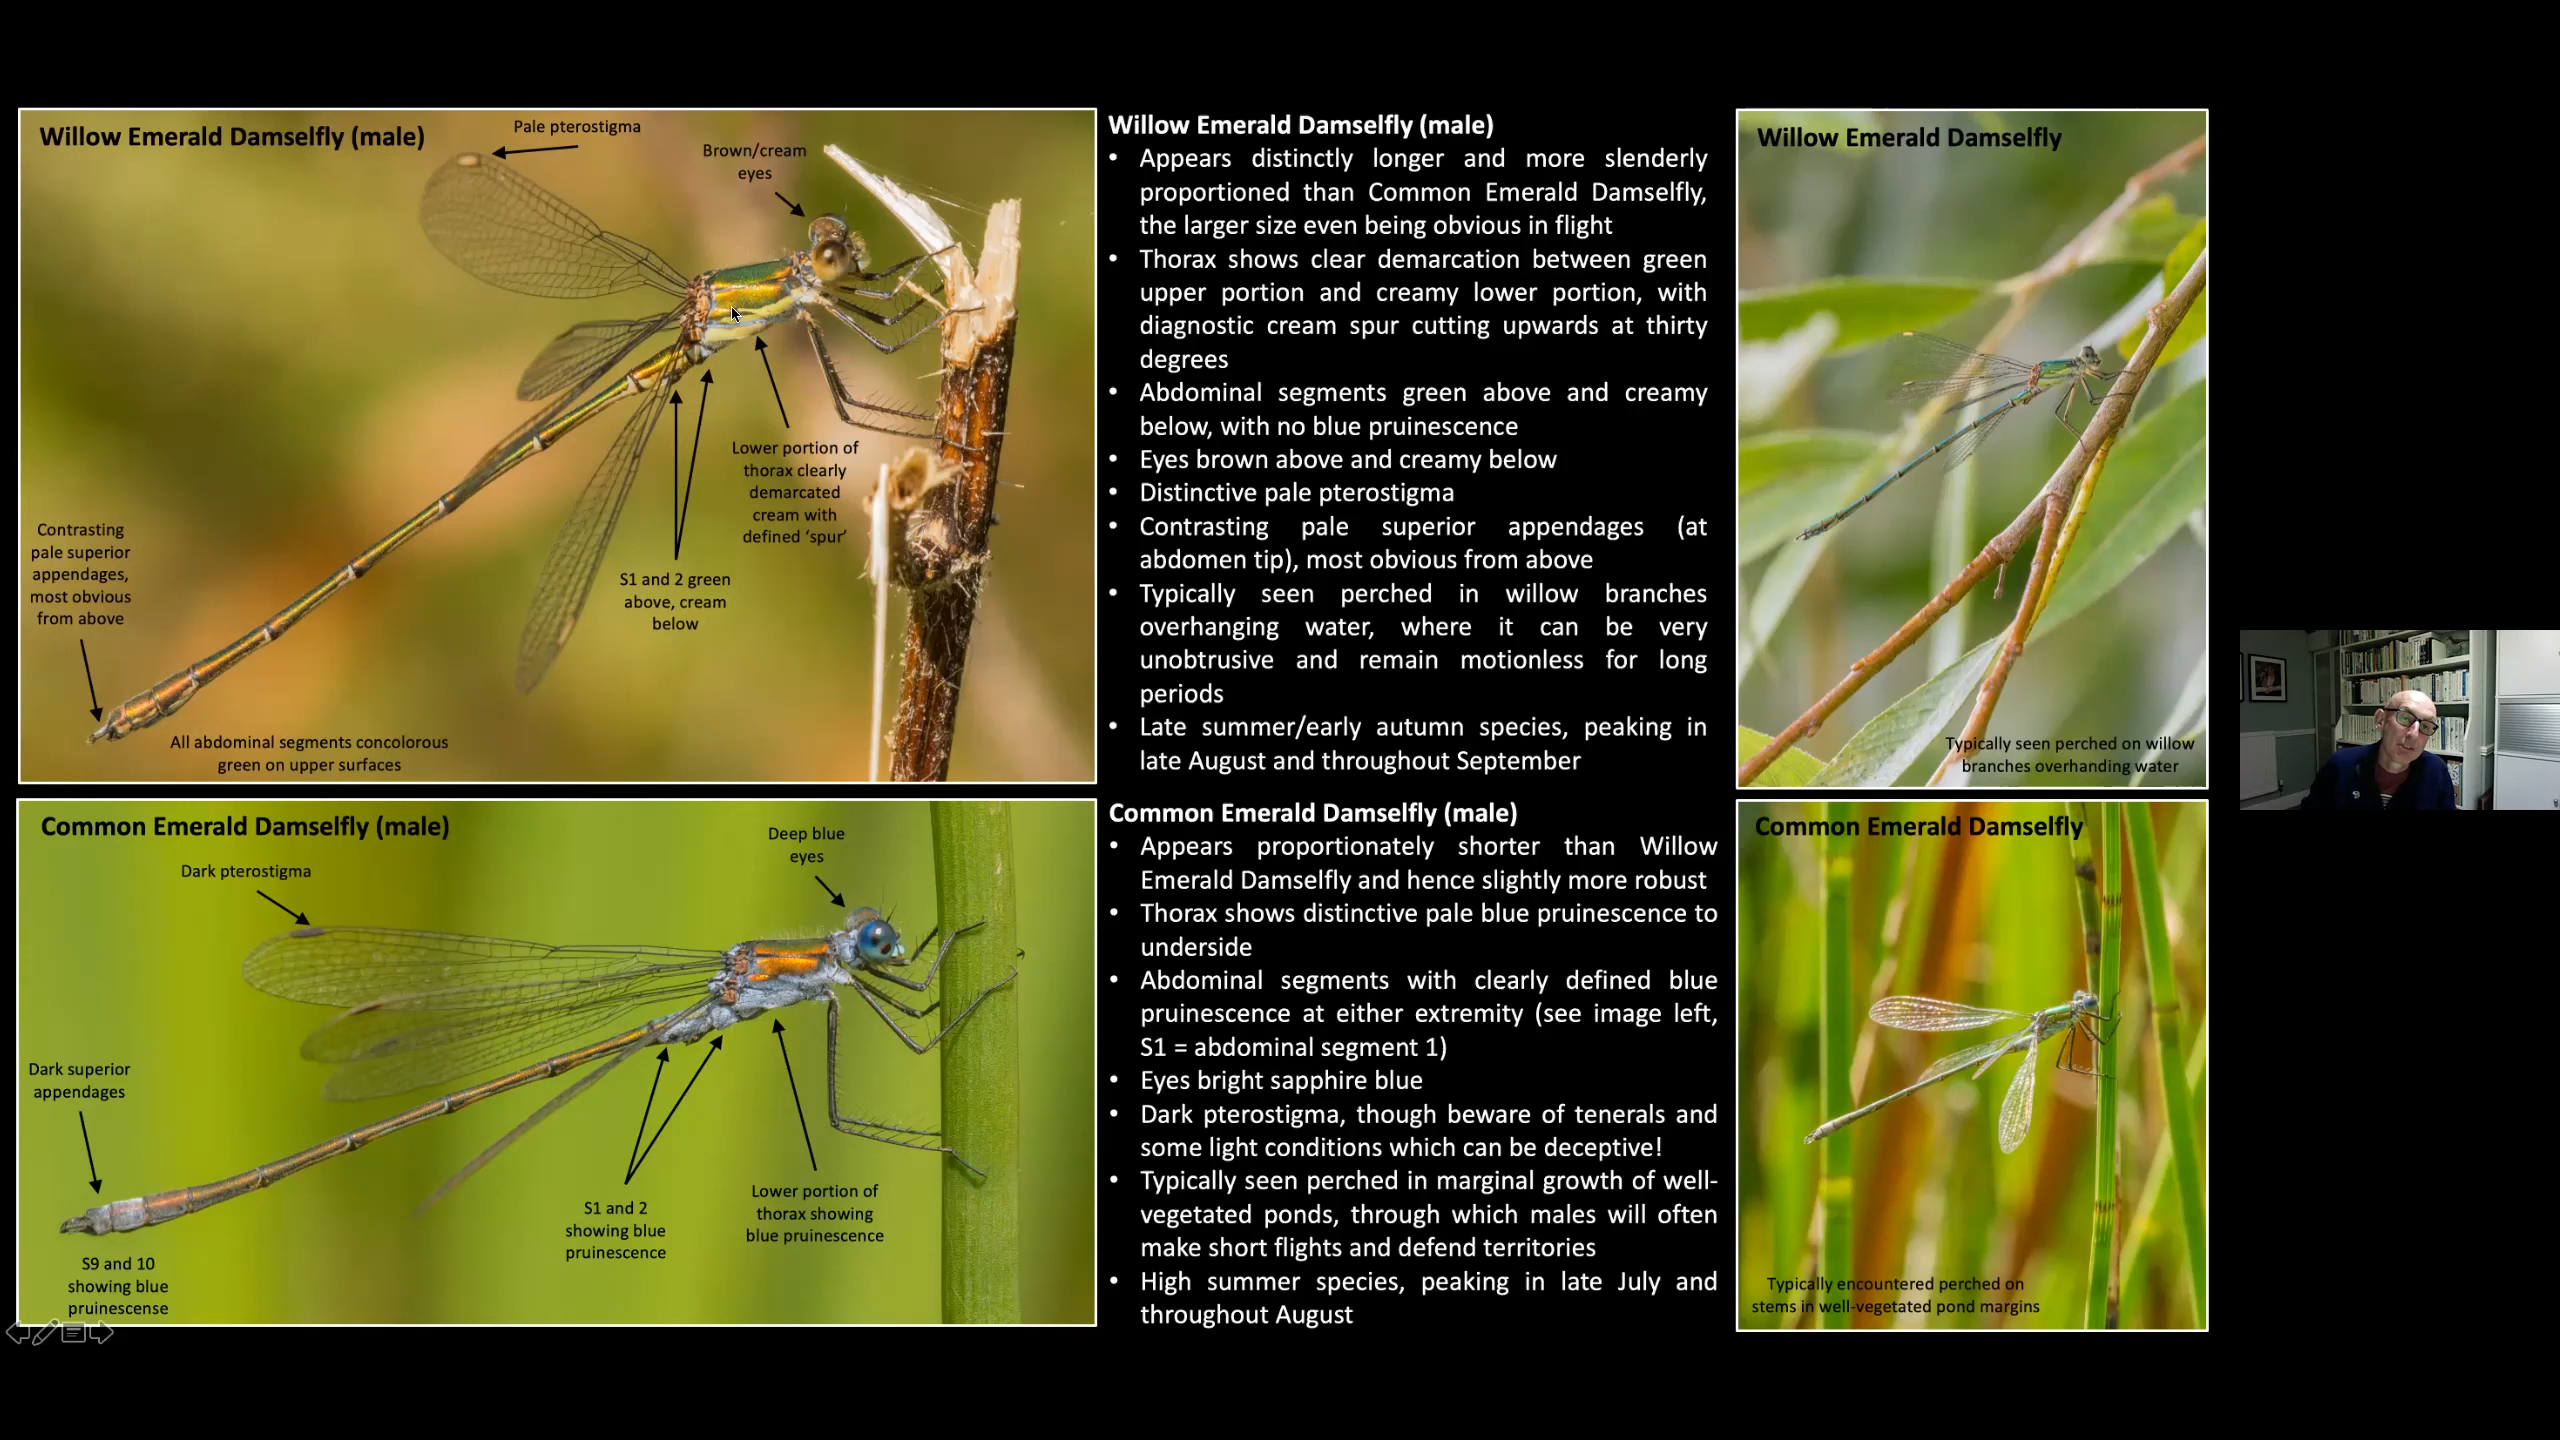 Willow Emerald Damselfly (male)
Pale pterostigma
Brown/cream
eyes
Lower portion of
thorax clearly
demarcated
cream with
defined ‘spur’
S1 and 2 green
above, cream
below
Contrasting
pale superior
appendages,
most obvious
from above
All abdominal segments concolorous
green on upper surfaces
Willow Emerald Damselfly (male)
• Appears distinctly longer and more slenderly
proportioned than Common Emerald Damselfly,
the larger size even being obvious in flight
• Thorax shows clear demarcation between green
upper portion and creamy lower portion, with
diagnostic cream spur cutting upwards at thirty
degrees
• Abdominal segments green above and creamy
below, with no blue pruinescence
• Eyes brown above and creamy below
• Distinctive pale pterostigma
• Contrasting pale superior appendages (at
abdomen tip), most obvious from above
• Typically seen perched in willow branches
overhanging water, where it can be very
unobtrusive and remain motionless for long
periods
• Late summer/early autumn species, peaking in
late August and throughout September
Willow Emerald Damselfly
Typically seen perched on willow
branches overhanding water
Common Emerald Damselfly (male)
Deep blue
eyes
Dark pterostigma
Dark superior
appendages
S1 and 2
showing blue
pruinescence
Lower portion of
thorax showing
blue pruinescence
S9 and 10
showing blue
pruinescense
Common Emerald Damselfly (male)
• Appears proportionately shorter than Willow
Emerald Damselfly and hence slightly more robust
• Thorax shows distinctive pale blue pruinescence to
underside
• Abdominal segments with clearly defined blue
pruinescence at either extremity (see image left,
S1 = abdominal segment 1)
• Eyes bright sapphire blue
• Dark pterostigma, though beware of tenerals and
some light conditions which can be deceptive!
• Typically seen perched in marginal growth of well-
vegetated ponds, through which males will often
make short flights and defend territories
• High summer species, peaking in late July and
throughout August
Common Emerald Damselfly
Typically encountered perched on
stems in well-vegetated pond margins